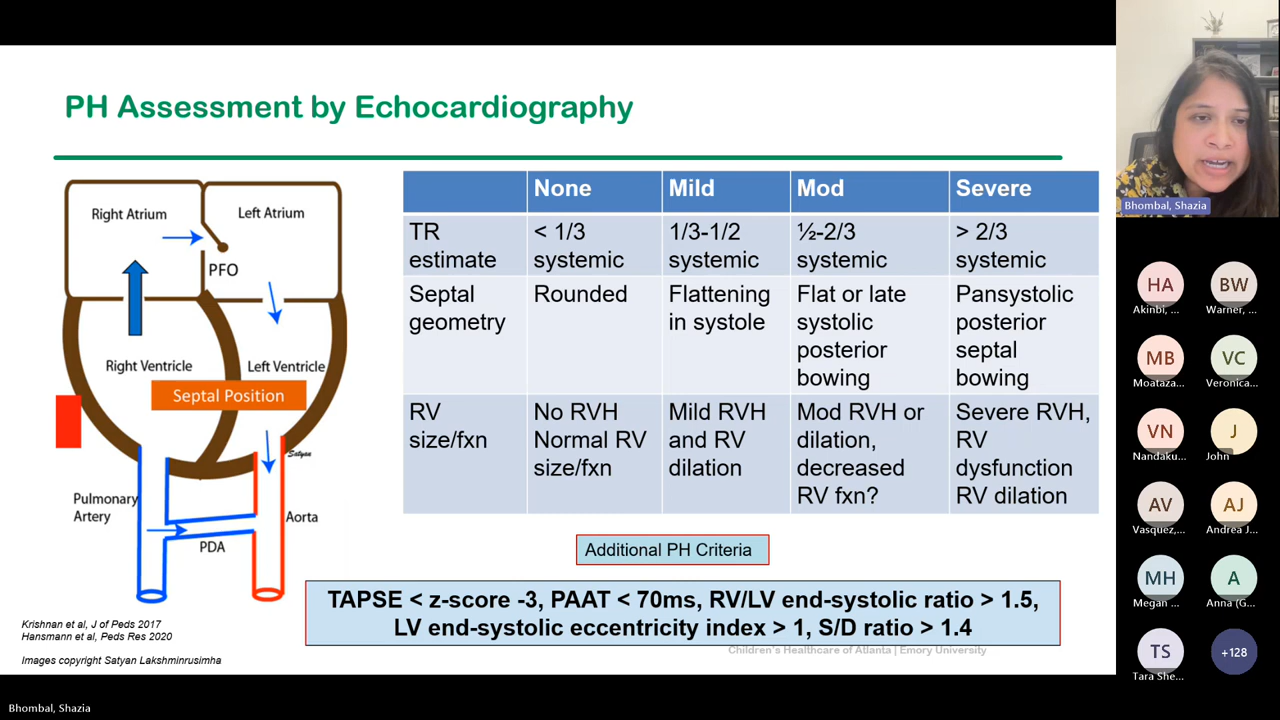 PH Assessment by Echocardiography
Right Atrium
Left Atrium
PFO
Right Ventricle
Left Ventricle
Septal Position
Satyan
Pulmonary
Artery
Aorta
PDA
None Mild Mod Severe
TR estimate
< 1/3 systemic
1/3-1/2 systemic
½-2/3 systemic
> 2/3 systemic
Septal geometry
Rounded
Flattening in systole
Flat or late systolic posterior bowing
Pansystolic posterior septal bowing
RV size/fxn
No RVH Normal RV size/fxn
Mild RVH and RV dilation
Mod RVH or dilation, decreased RV fxn?
Severe RVH, RV dysfunction RV dilation
Additional PH Criteria
TAPSE < z-score -3, PAAT < 70ms, RV/LV end-systolic ratio > 1.5,
LV end-systolic eccentricity index > 1, S/D ratio > 1.4
Krishnan et al, J of Peds 2017
Hansmann et al, Peds Res 2020
Images copyright Satyan Lakshminrusimha
Children's Healthcare of Atlanta | Emory University
Bhombal, Shazia
HA
Akinbi, ...
BW
Warner, ...
MB
Moataza...
VC
Veronica...
VN
Nandaku...
J
John
AV
Vasquez,...
AJ
Andrea J...
MH
Megan ...
A
Anna (G...
TS
Tara She...
+128
Bhombal, Shazia